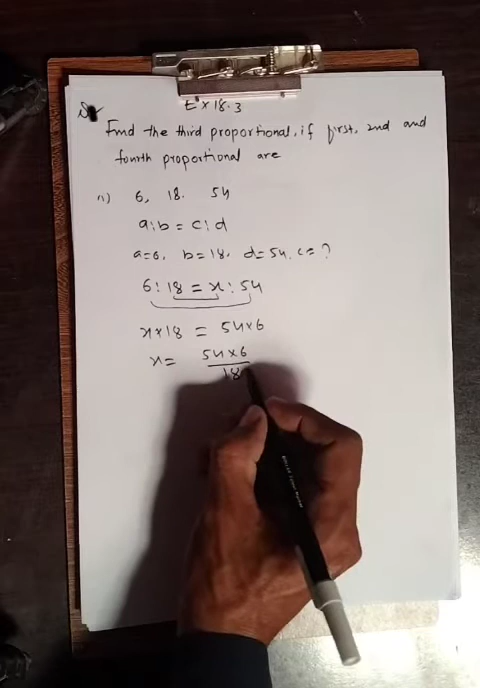 Ex 18.3
Find the third proportional, if first, 2nd and
fourth proportional are
6, 18. 54
a:b = c:d
a=6, b=18, d=54, c=?
6:18 = x:54
x×18 = 54×6
x= 54×6
18